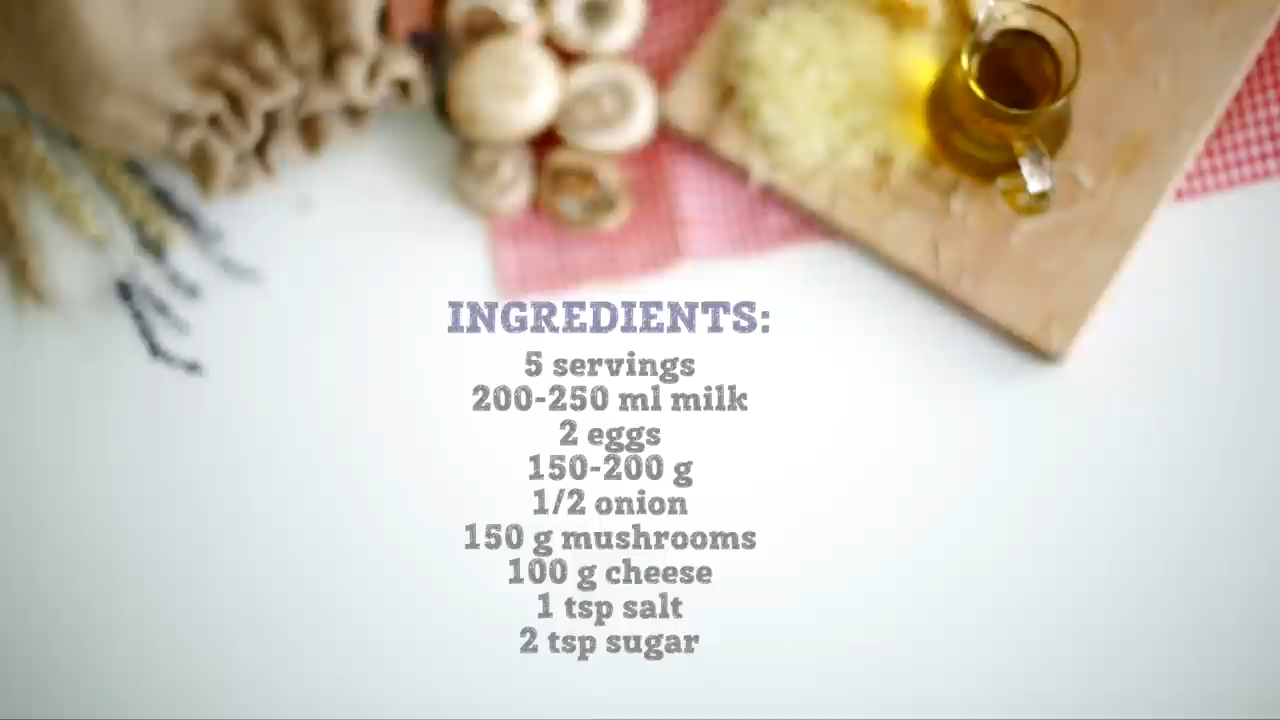 INGREDIENTS:
5 servings
200-250 ml milk
2 eggs
150-200 g
1/2 onion
150 g mushrooms
100 g cheese
1 tsp salt
2 tsp sugar